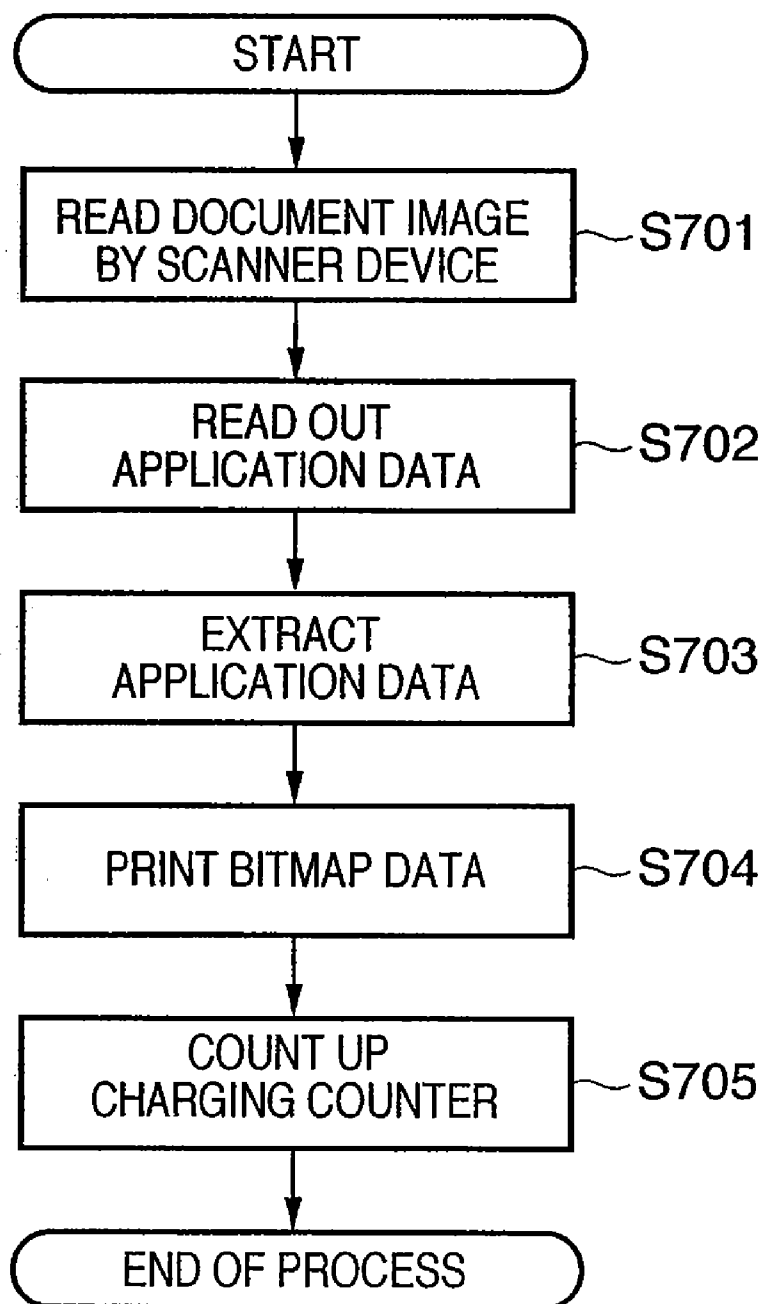 START
READ DOCUMENT IMAGE
BY SCANNER DEVICE
S701
READ OUT
APPLICATION DATA
S702
EXTRACT
APPLICATION DATA
S703
PRINT BITMAP DATA
S704
COUNT UP
CHARGING COUNTER
S705
END OF PROCESS